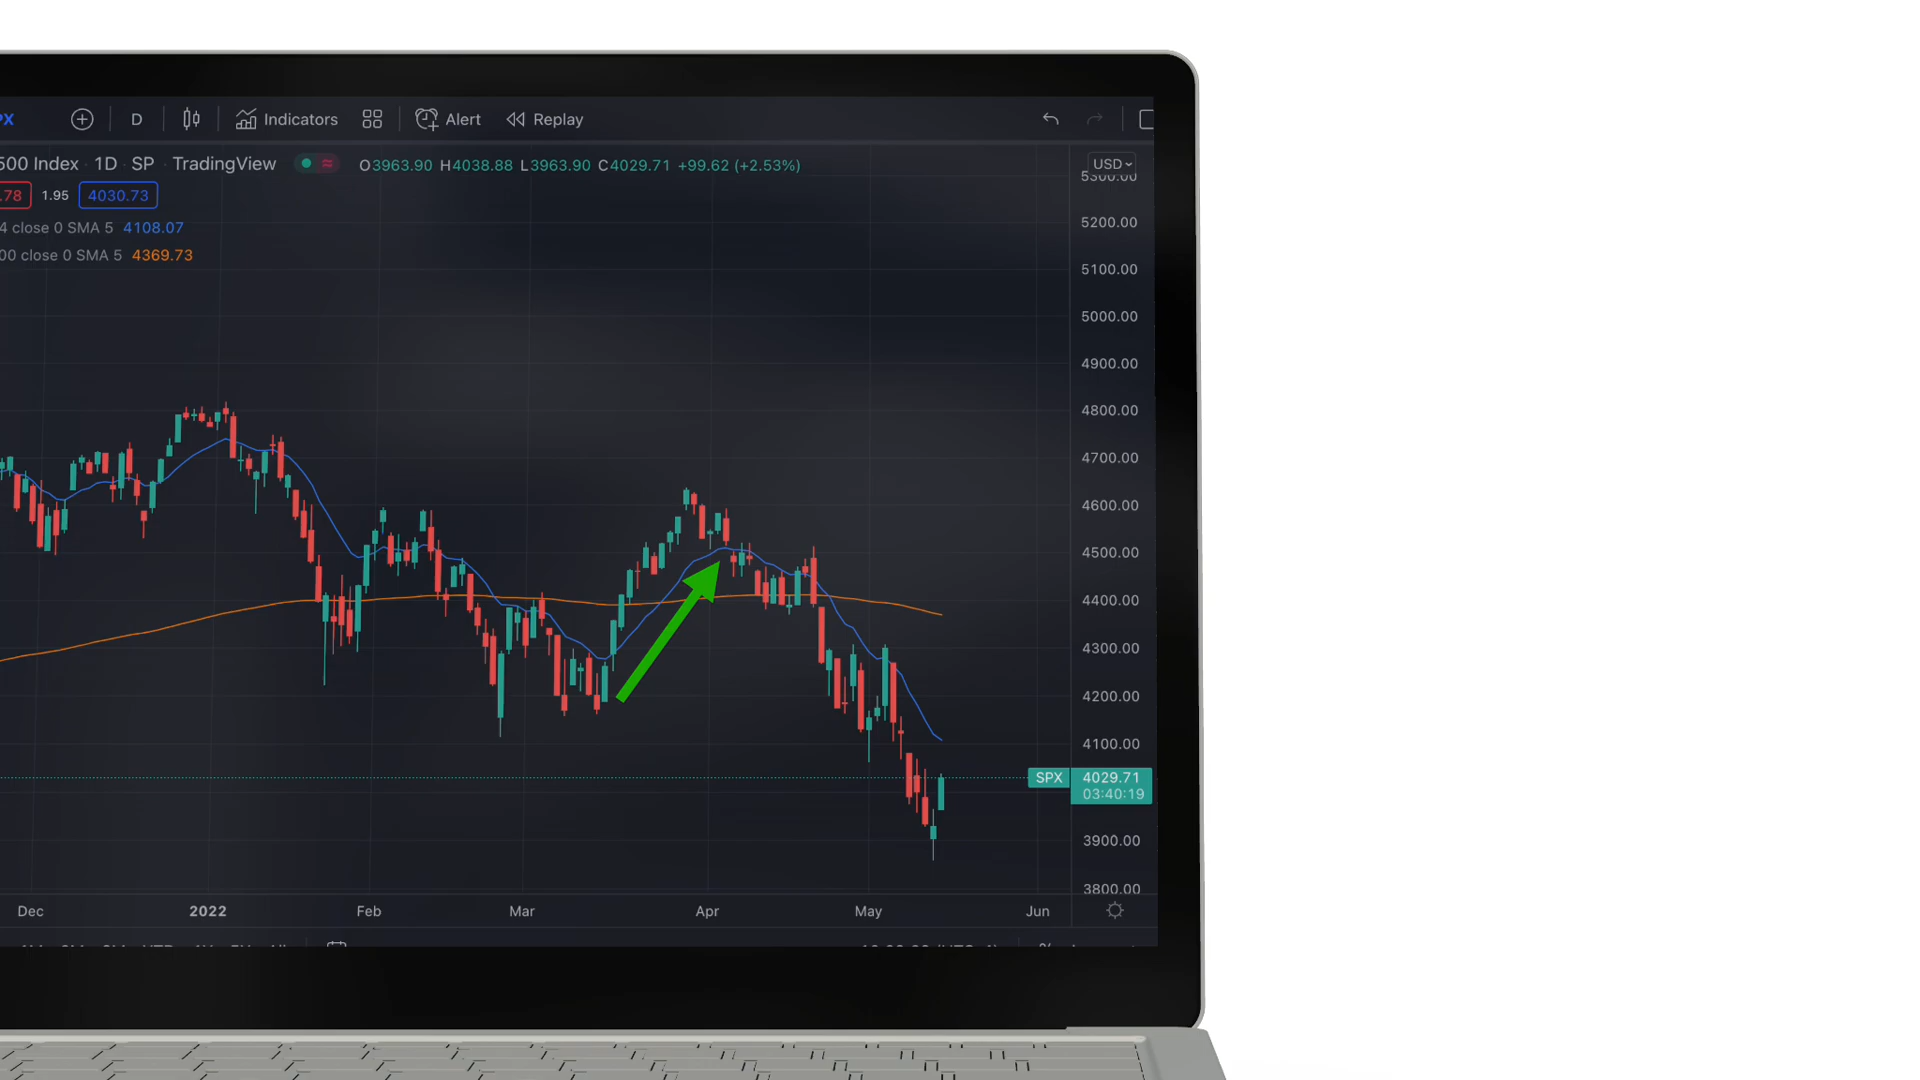 PX D Indicators Alert Replay
500 Index · 1D · SP · TradingView O3963.90 H4038.88 L3963.90 C4029.71 +99.62 (+2.53%)
USD
.78 1.95 4030.73
4 close 0 SMA 5 4108.07
00 close 0 SMA 5 4369.73
5300.00
5200.00
5100.00
5000.00
4900.00
4800.00
4700.00
4600.00
4500.00
4400.00
4300.00
4200.00
4100.00
SPX 4029.71
03:40:19
3900.00
3800.00
Dec 2022 Feb Mar Apr May Jun